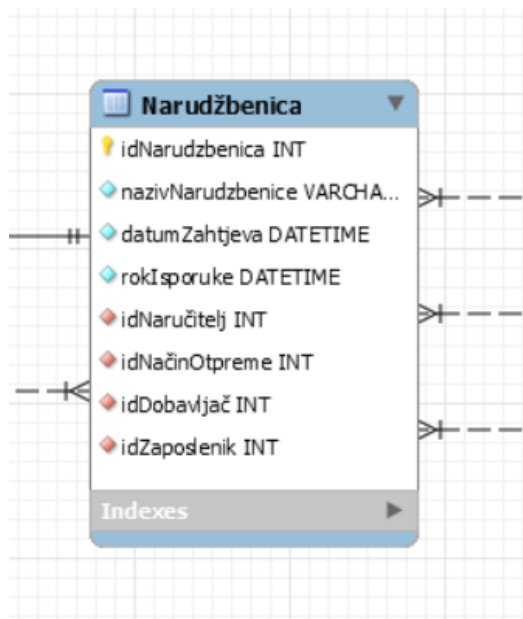 Narudžbenica
idNarudzbenica INT
nazivNarudzbenice VARCHA...
datumZahtjeva DATETIME
rokIsporuke DATETIME
idNaručitelj INT
idNačinOtpreme INT
idDobavljač INT
idZaposlenik INT
Indexes